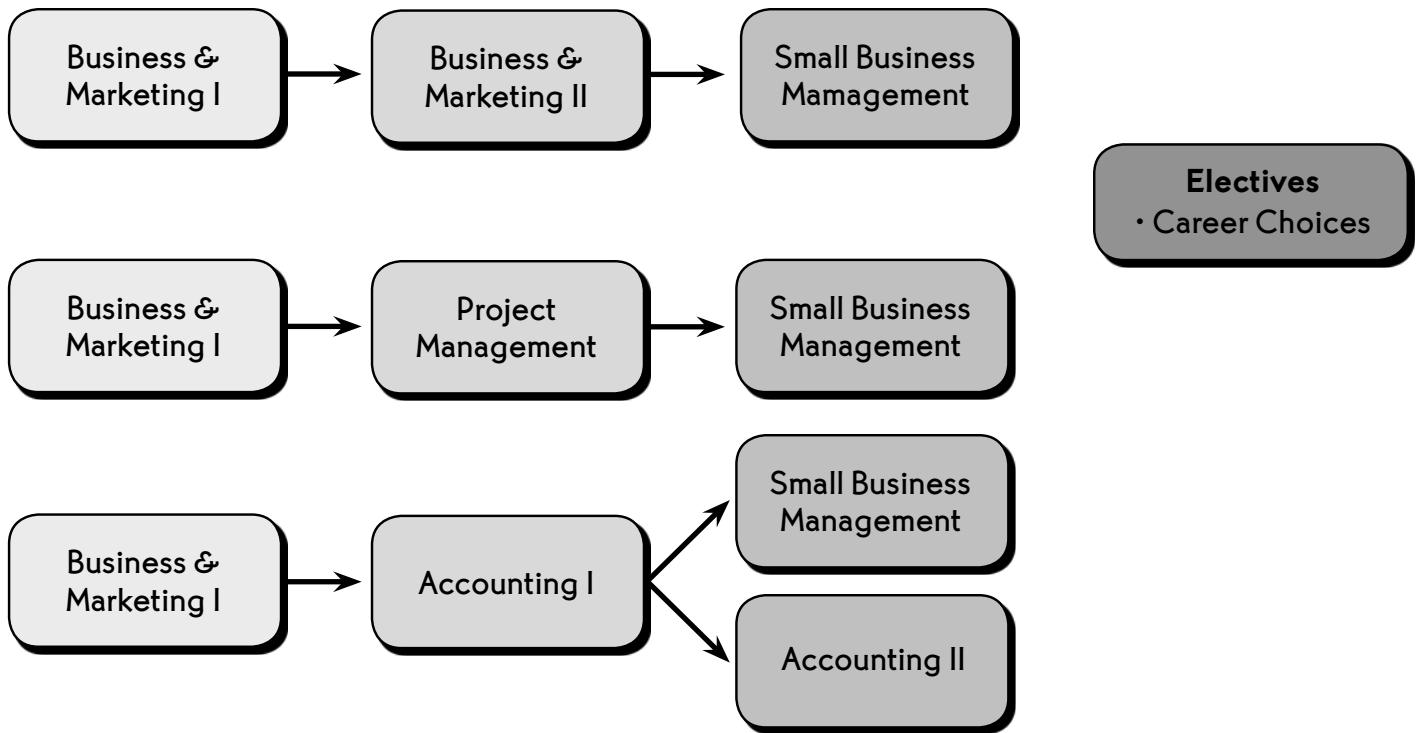 Business &
Marketing I
Business &
Marketing II
Small Business
Mamagement
Electives
• Career Choices
Business &
Marketing I
Project
Management
Small Business
Management
Business &
Marketing I
Accounting I
Small Business
Management
Accounting II